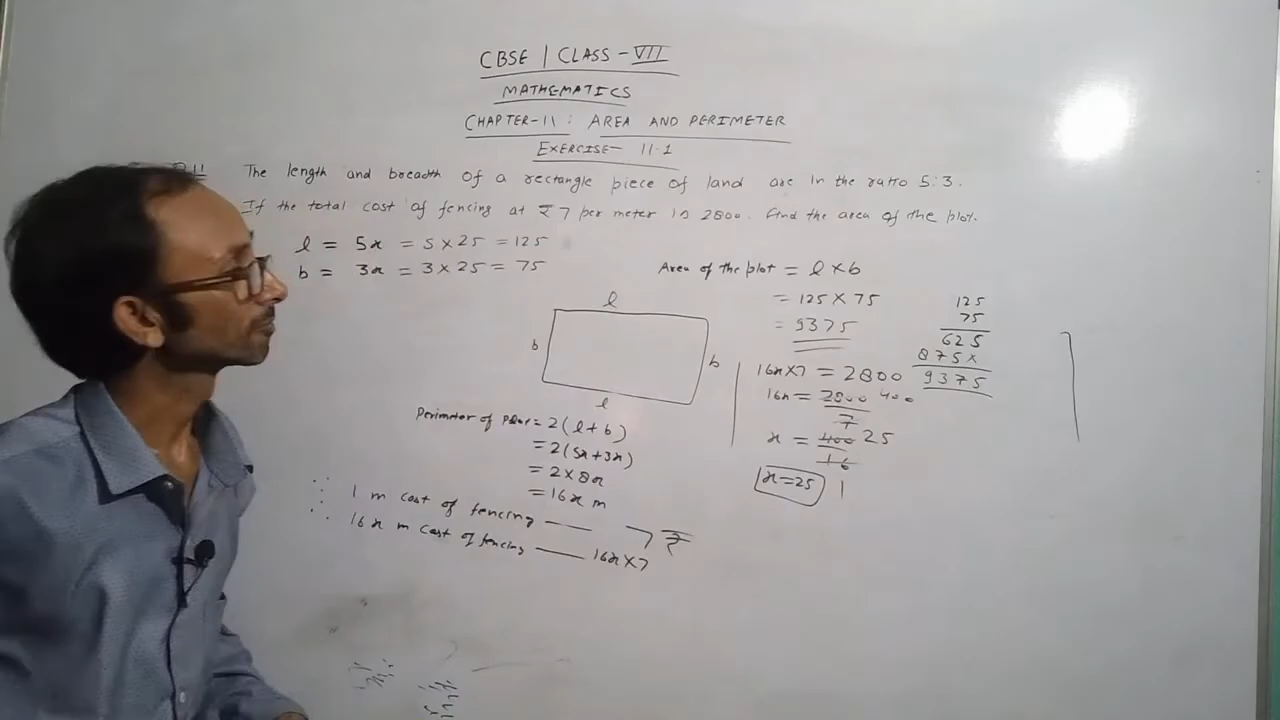 CBSE | CLASS - VII
MATHEMATICS
CHAPTER-11 : AREA AND PERIMETER
EXERCISE- 11.1
The length and breadth of a rectangle piece of land are in the ratio 5:3.
If the total cost of fencing at ₹7 per meter is 2800. find the area of the plot.
l = 5x = 5×25 = 125
b = 3x = 3×25 = 75
l
b
b
l
Perimeter of Plot = 2(l+b)
= 2(5x+3x)
= 2×8x
= 16x m
∵ 1 m cost of fencing —— 7 ₹
∴ 16x m cost of fencing —— 16x×7
Area of the plot = l×b
= 125×75
= 9375
125
75
625
875×
9375
16x×7 = 2800
16x = 2800 400
7
x = 400 25
16
x=25
1